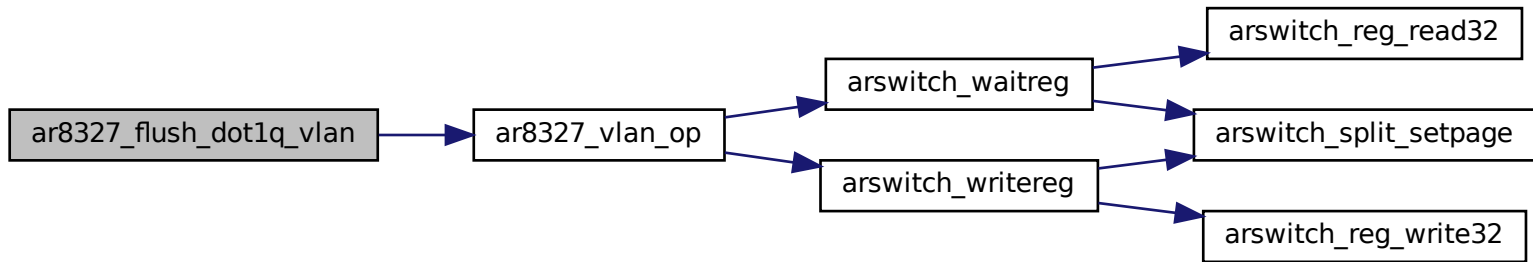 ar8327_flush_dot1q_vlan
ar8327_vlan_op
arswitch_waitreg
arswitch_writereg
arswitch_reg_read32
arswitch_split_setpage
arswitch_reg_write32